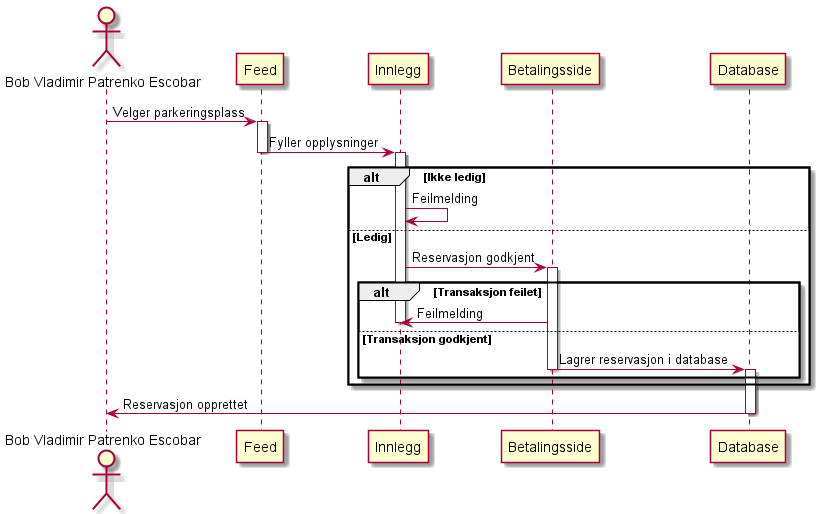 Bob Vladimir Patrenko Escobar
Feed
Innlegg
Betalingsside
Database
Velger parkeringsplass
Fyller opplysninger
alt
[Ikke ledig]
Feilmelding
[Ledig]
Reservasjon godkjent
alt
[Transaksjon feilet]
Feilmelding
[Transaksjon godkjent]
Lagrer reservasjon i database
Reservasjon opprettet
Bob Vladimir Patrenko Escobar
Feed
Innlegg
Betalingsside
Database